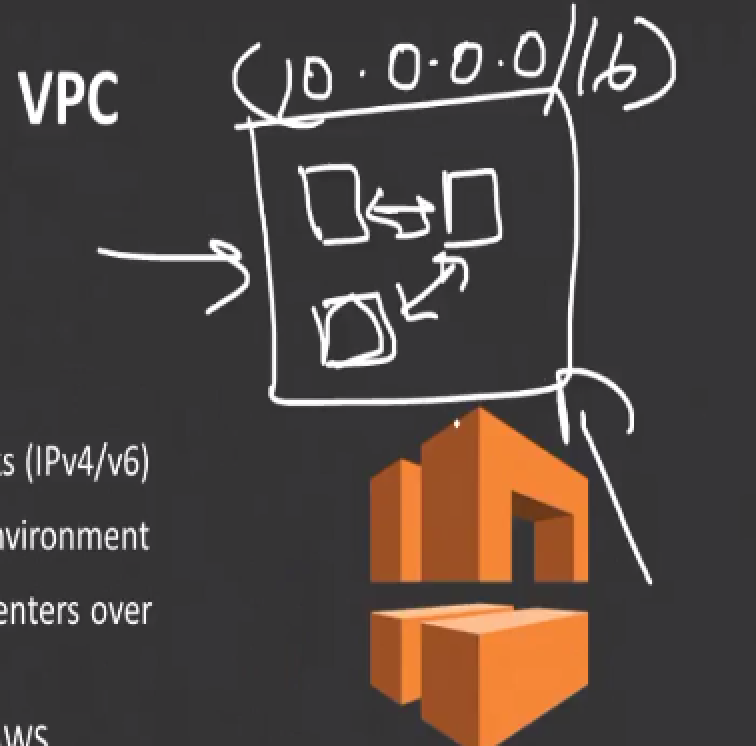 (10.0.0.0/16)
VPC
s (IPv4/v6)
nvironment
enters over
WS